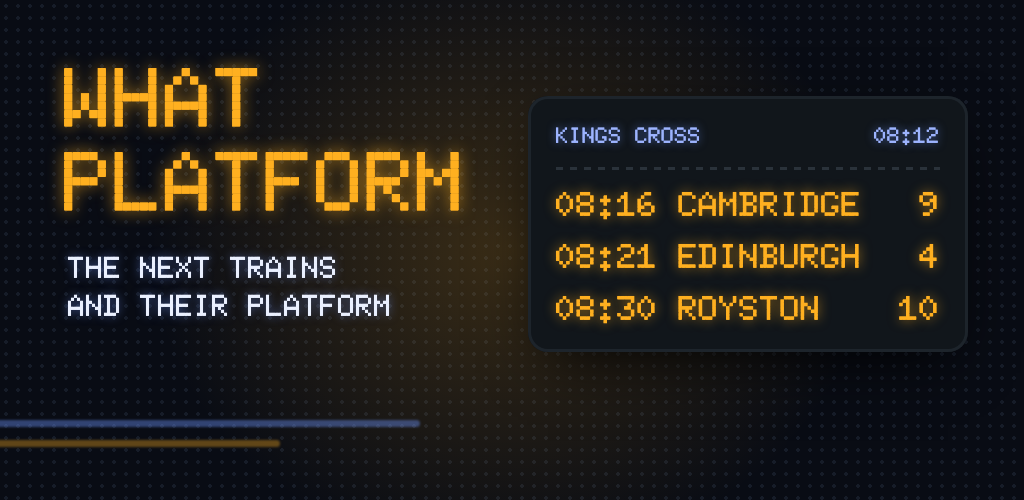 WHAT
PLATFORM
THE NEXT TRAINS
AND THEIR PLATFORM
KINGS CROSS 08:12
08:16 CAMBRIDGE 9
08:21 EDINBURGH 4
08:30 ROYSTON 10